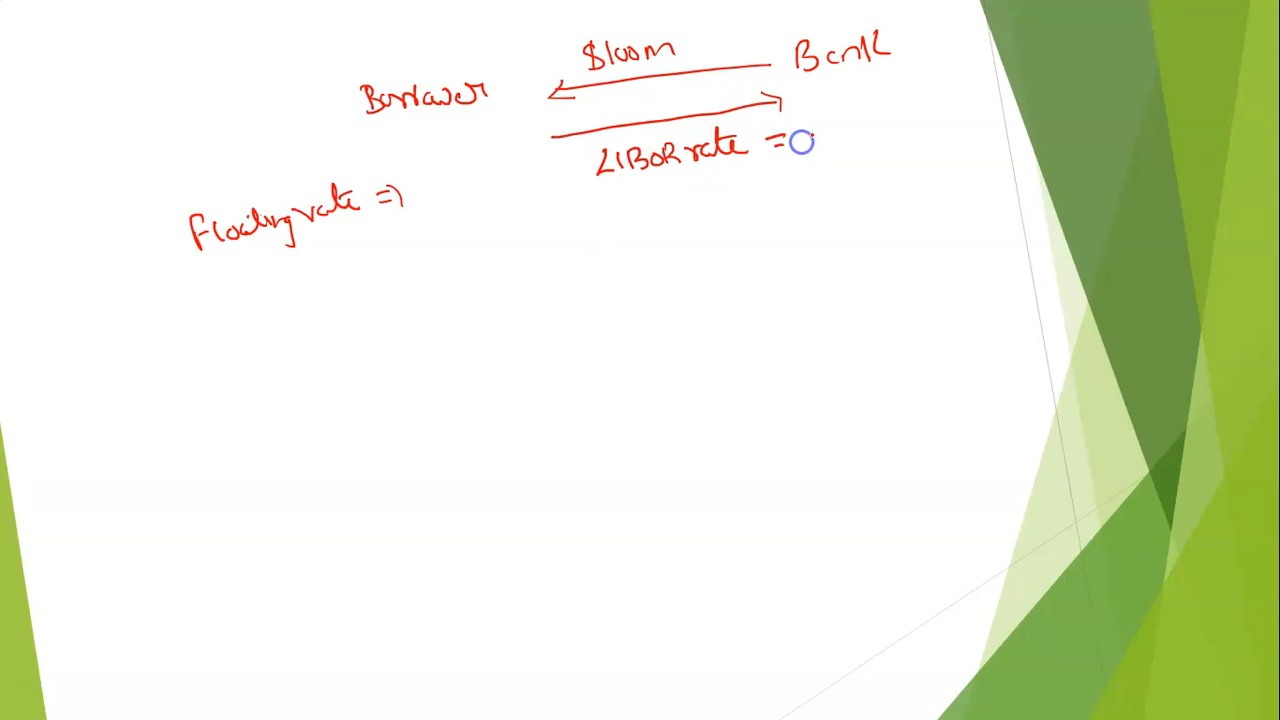 $100m
Bank
Borrower
LIBOR rate =
Floating rate =>